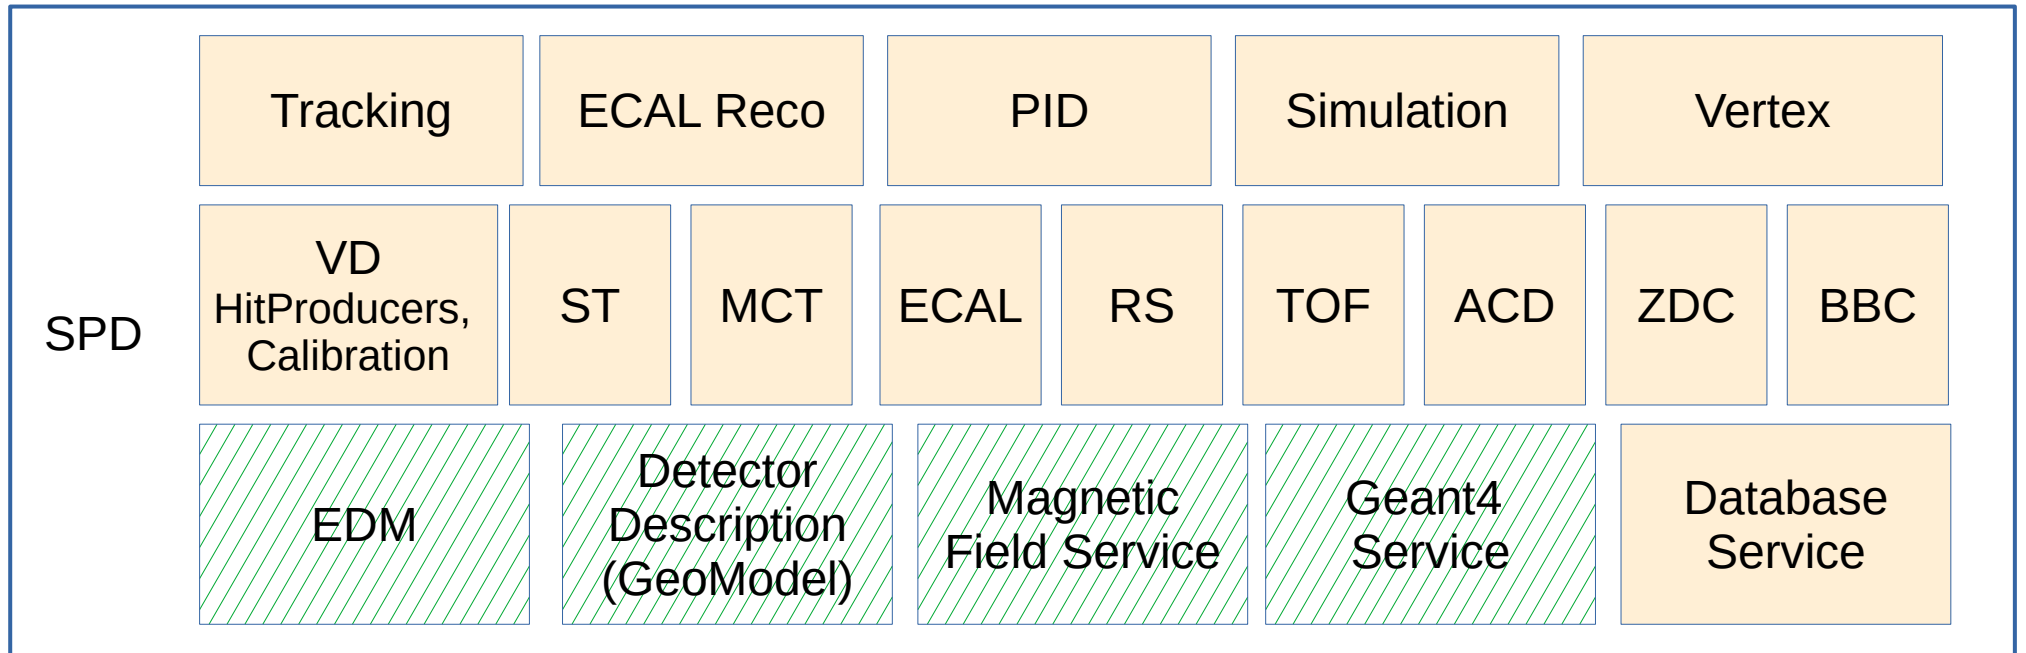 Tracking
ECAL Reco
PID
Simulation
Vertex
SPD
VD
HitProducers,
Calibration
ST
MCT
ECAL
RS
TOF
ACD
ZDC
BBC
EDM
Detector
Description
(GeoModel)
Magnetic
Field Service
Geant4
Service
Database
Service